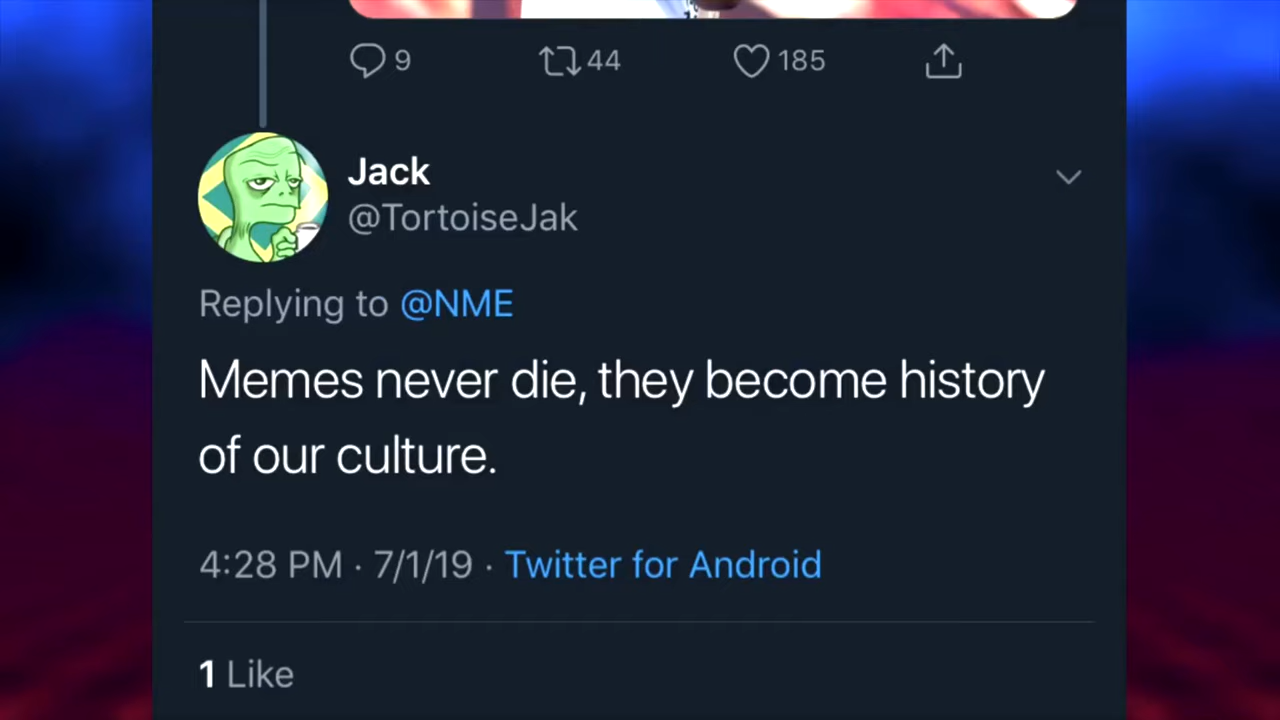 9 44 185
Jack
@TortoiseJak
Replying to @NME
Memes never die, they become history
of our culture.
4:28 PM · 7/1/19 · Twitter for Android
1 Like